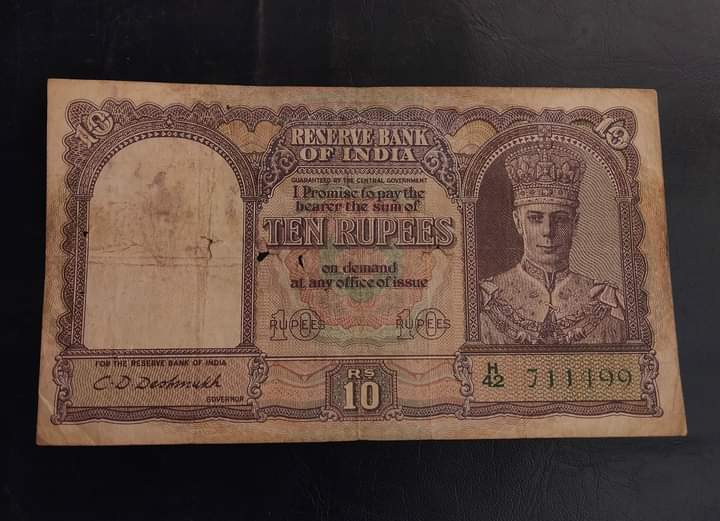 10
10
RESERVE BANK
OF INDIA
GUARANTEED BY THE CENTRAL GOVERNMENT
I Promise to pay the
bearer the sum of
TEN RUPEES
on demand
at any office of issue
10 RUPEES
10 RUPEES
FOR THE RESERVE BANK OF INDIA
C. D. Deshmukh
GOVERNOR
RS
10
H/42 711199